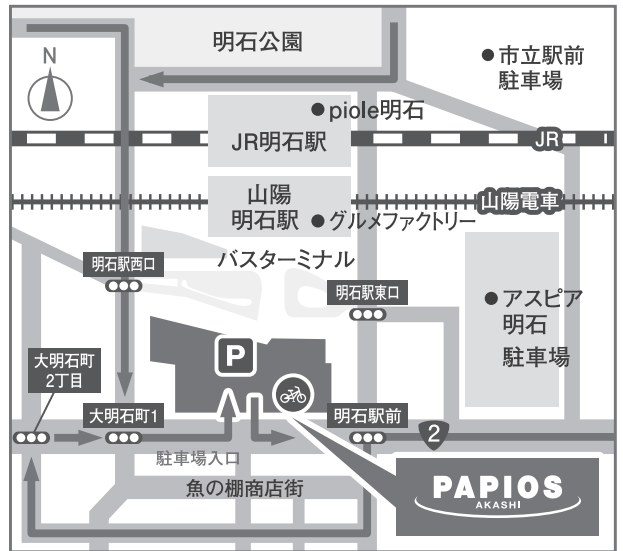 明石公園
市立駅前
駐車場
N
piole明石
JR明石駅
JR
山陽
明石駅
山陽電車
グルメファクトリー
バスターミナル
明石駅西口
明石駅東口
アスピア
明石
駐車場
P
大明石町
2丁目
大明石町1
明石駅前
2
駐車場入口
魚の棚商店街
PAPIOS
AKASHI